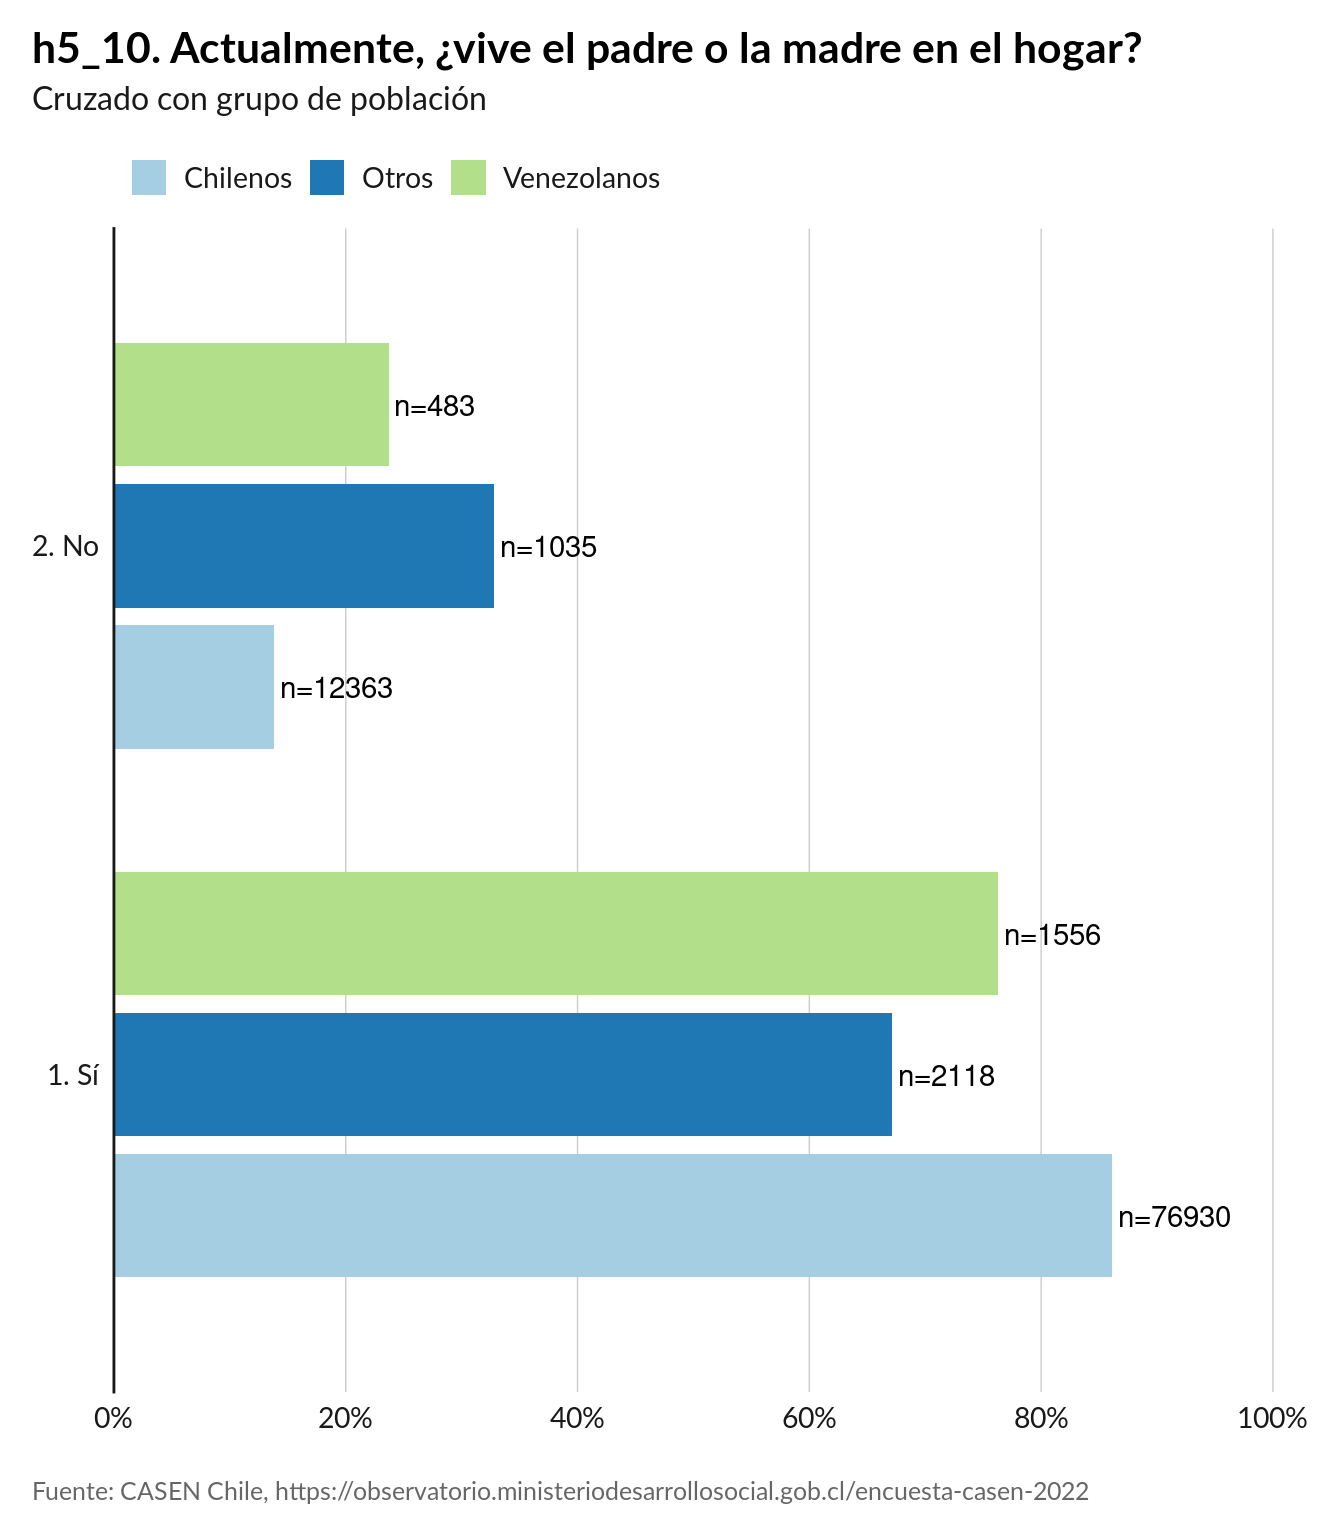 h5_10. Actualmente, ¿vive el padre o la madre en el hogar?
Cruzado con grupo de población
Chilenos Otros Venezolanos
n=483
2. No n=1035
n=12363
n=1556
1. Sí n=2118
n=76930
0% 20% 40% 60% 80% 100%
Fuente: CASEN Chile, https://observatorio.ministeriodesarrollosocial.gob.cl/encuesta-casen-2022